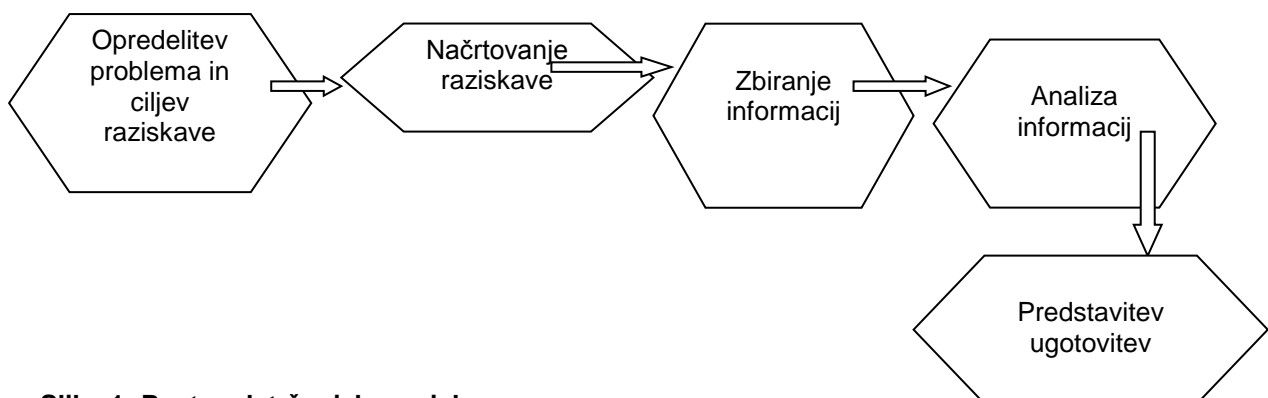 Opredelitev
problema in
ciljev
raziskave
Načrtovanje
raziskave
Zbiranje
informacij
Analiza
informacij
Predstavitev
ugotovitev